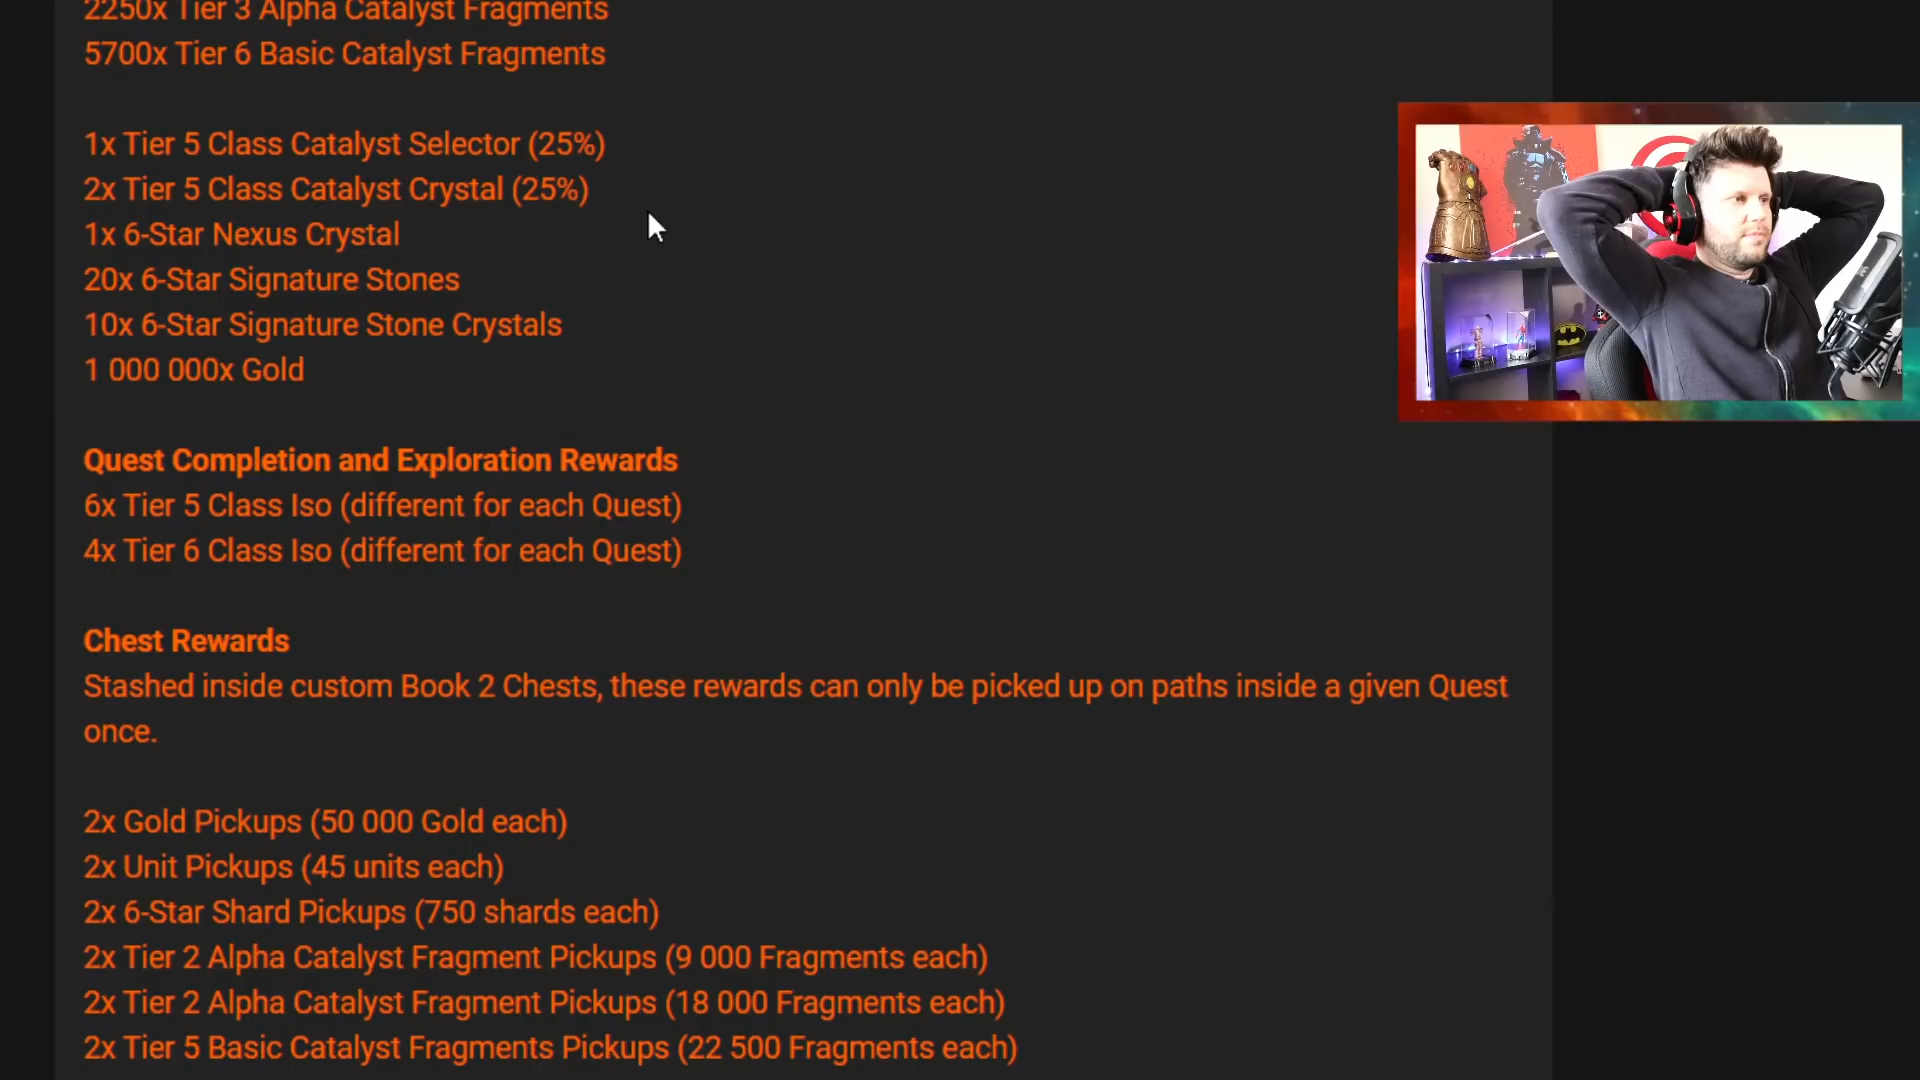 2250x Tier 3 Alpha Catalyst Fragments
5700x Tier 6 Basic Catalyst Fragments
1x Tier 5 Class Catalyst Selector (25%)
2x Tier 5 Class Catalyst Crystal (25%)
1x 6-Star Nexus Crystal
20x 6-Star Signature Stones
10x 6-Star Signature Stone Crystals
1 000 000x Gold
Quest Completion and Exploration Rewards
6x Tier 5 Class Iso (different for each Quest)
4x Tier 6 Class Iso (different for each Quest)
Chest Rewards
Stashed inside custom Book 2 Chests, these rewards can only be picked up on paths inside a given Quest
once.
2x Gold Pickups (50 000 Gold each)
2x Unit Pickups (45 units each)
2x 6-Star Shard Pickups (750 shards each)
2x Tier 2 Alpha Catalyst Fragment Pickups (9 000 Fragments each)
2x Tier 2 Alpha Catalyst Fragment Pickups (18 000 Fragments each)
2x Tier 5 Basic Catalyst Fragments Pickups (22 500 Fragments each)